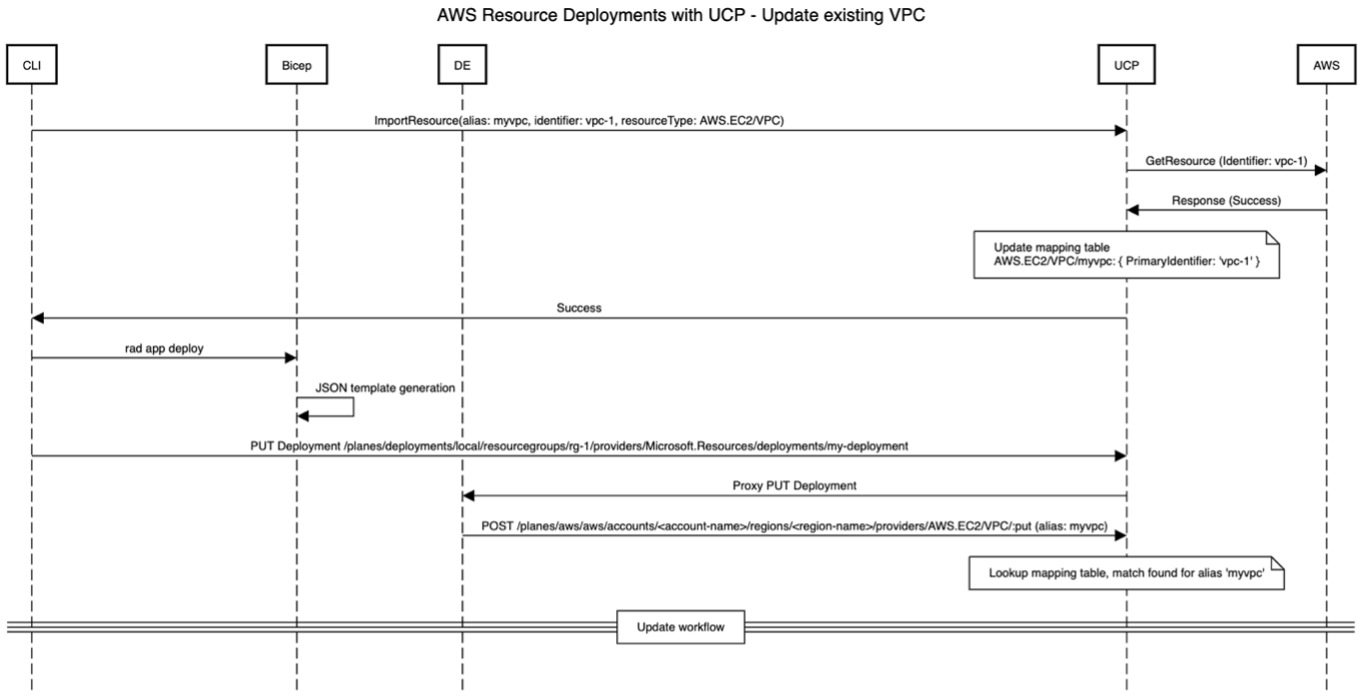 AWS Resource Deployments with UCP - Update existing VPC
CLI
Bicep
DE
UCP
AWS
ImportResource(alias: myvpc, identifier: vpc-1, resourceType: AWS.EC2/VPC)
GetResource (Identifier: vpc-1)
Response (Success)
Update mapping table
AWS.EC2/VPC/myvpc: { PrimaryIdentifier: 'vpc-1' }
Success
rad app deploy
JSON template generation
PUT Deployment /planes/deployments/local/resourcegroups/rg-1/providers/Microsoft.Resources/deployments/my-deployment
Proxy PUT Deployment
POST /planes/aws/aws/accounts/<account-name>/regions/<region-name>/providers/AWS.EC2/VPC/:put (alias: myvpc)
Lookup mapping table, match found for alias 'myvpc'
Update workflow